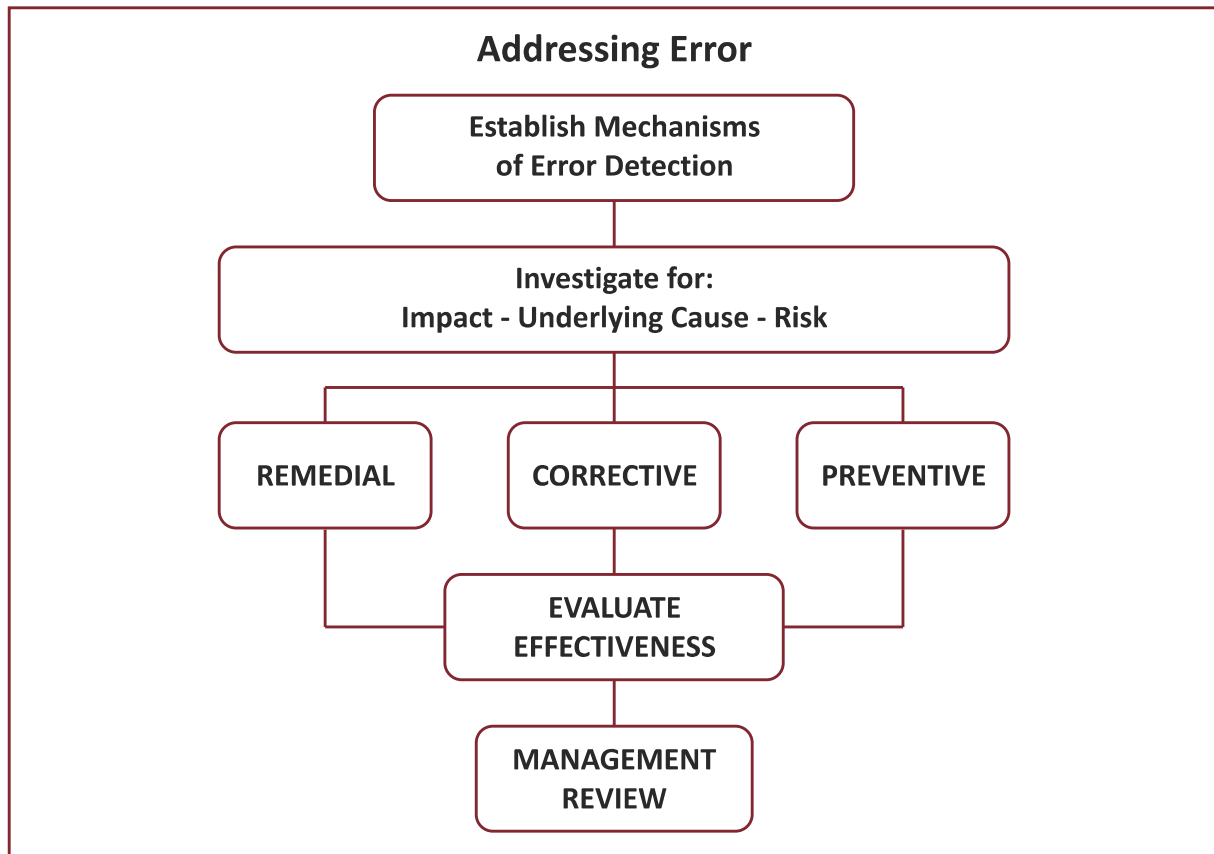 Addressing Error
Establish Mechanisms
of Error Detection
Investigate for:
Impact - Underlying Cause - Risk
REMEDIAL
CORRECTIVE
PREVENTIVE
EVALUATE
EFFECTIVENESS
MANAGEMENT
REVIEW